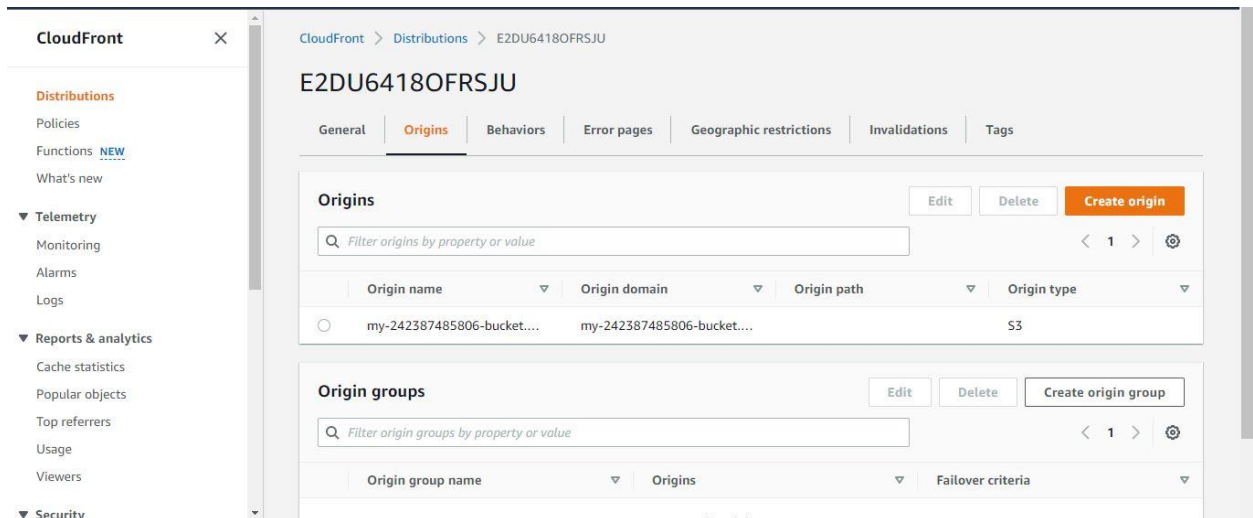 CloudFront
Distributions
Policies
Functions NEW
What's new
Telemetry
Monitoring
Alarms
Logs
Reports & analytics
Cache statistics
Popular objects
Top referrers
Usage
Viewers
Security
CloudFront > Distributions > E2DU6418OFRSJU
E2DU6418OFRSJU
General Origins Behaviors Error pages Geographic restrictions Invalidations Tags
Origins Edit Delete Create origin
Filter origins by property or value 1
Origin name Origin domain Origin path Origin type
my-242387485806-bucket.... my-242387485806-bucket.... S3
Origin groups Edit Delete Create origin group
Filter origin groups by property or value 1
Origin group name Origins Failover criteria